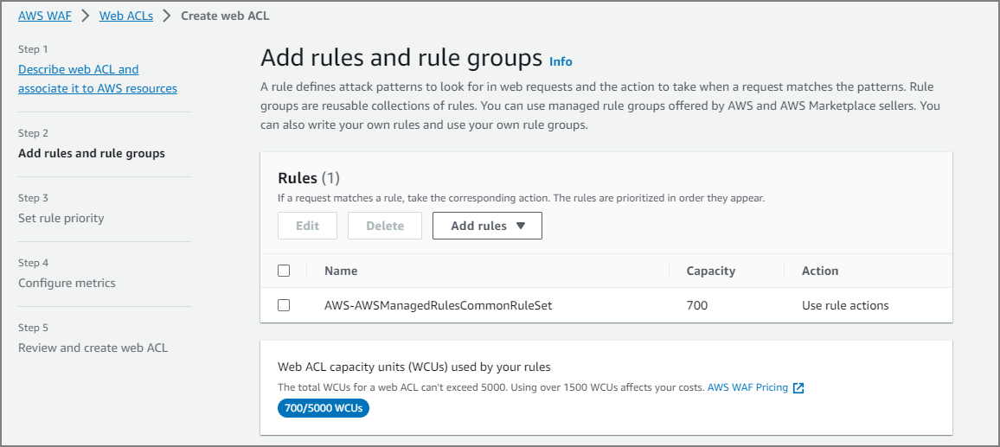 AWS WAF > Web ACLs > Create web ACL
Step 1
Describe web ACL and
associate it to AWS resources
Step 2
Add rules and rule groups
Step 3
Set rule priority
Step 4
Configure metrics
Step 5
Review and create web ACL
Add rules and rule groups Info
A rule defines attack patterns to look for in web requests and the action to take when a request matches the patterns. Rule
groups are reusable collections of rules. You can use managed rule groups offered by AWS and AWS Marketplace sellers. You
can also write your own rules and use your own rule groups.
Rules (1)
If a request matches a rule, take the corresponding action. The rules are prioritized in order they appear.
Edit Delete Add rules
Name Capacity Action
AWS-AWSManagedRulesCommonRuleSet 700 Use rule actions
Web ACL capacity units (WCUs) used by your rules
The total WCUs for a web ACL can't exceed 5000. Using over 1500 WCUs affects your costs. AWS WAF Pricing
700/5000 WCUs